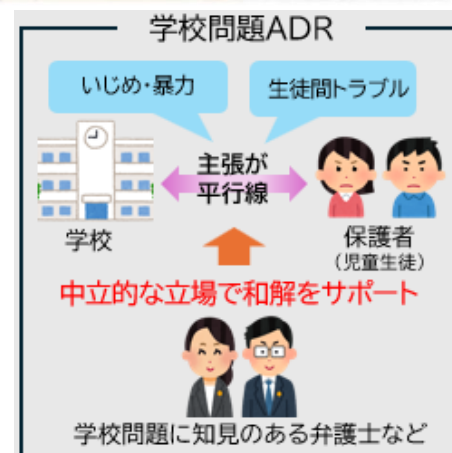 学校問題ADR
いじめ・暴力
生徒間トラブル
主張が
平行線
学校
保護者
(児童生徒)
中立的な立場で和解をサポート
学校問題に知見のある弁護士など